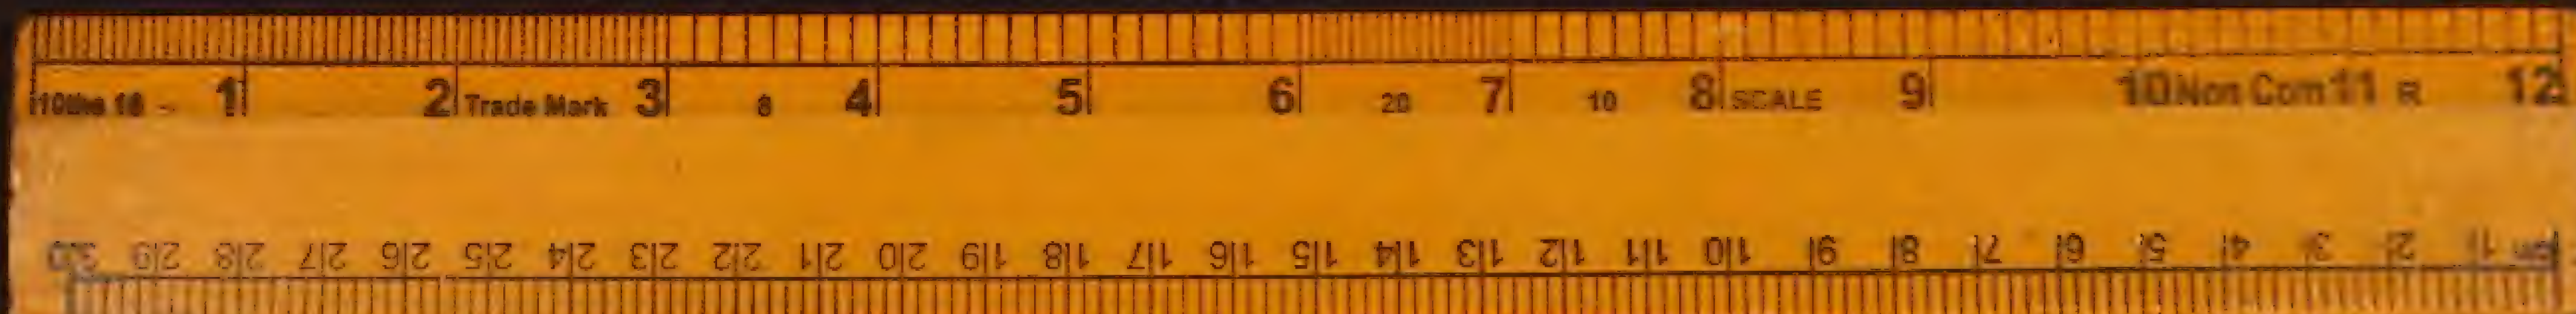 10ths 16 1 2 Trade Mark 3 8 4 5 6 20 7 10 8 SCALE 9 10 Non Com 11 R 12
30 29 28 27 26 25 24 23 22 21 20 19 18 17 16 15 14 13 12 11 10 9 8 7 6 5 4 3 2 1 cm